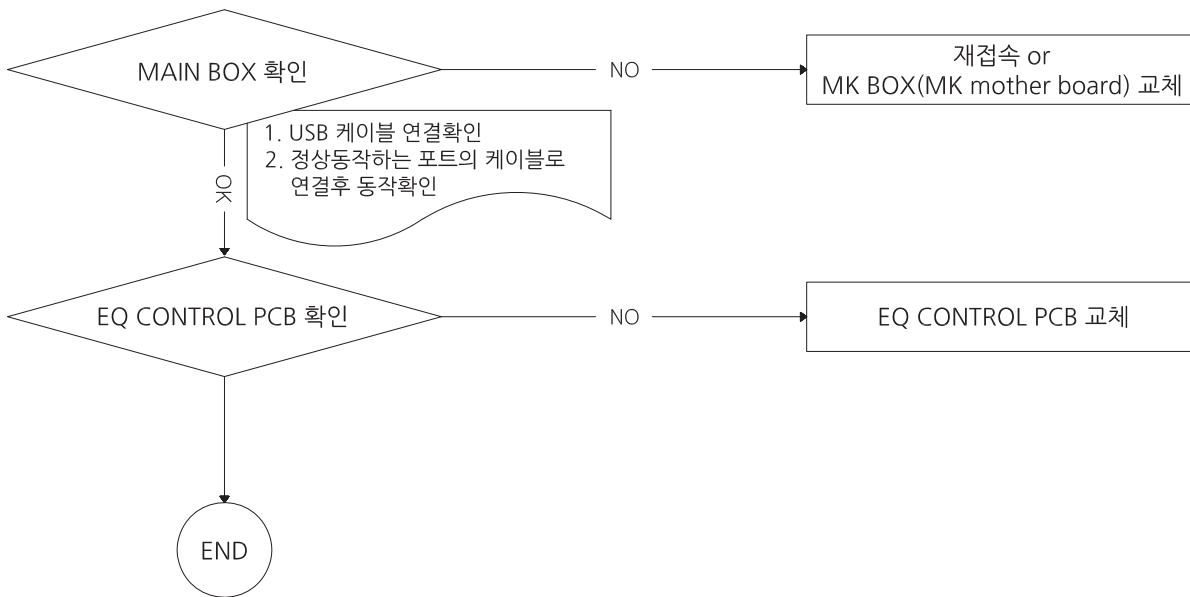 MAIN BOX 확인
NO
재접속 or
MK BOX(MK mother board) 교체
1. USB 케이블 연결확인
2. 정상동작하는 포트의 케이블로
연결후 동작확인
OK
EQ CONTROL PCB 확인
NO
EQ CONTROL PCB 교체
END